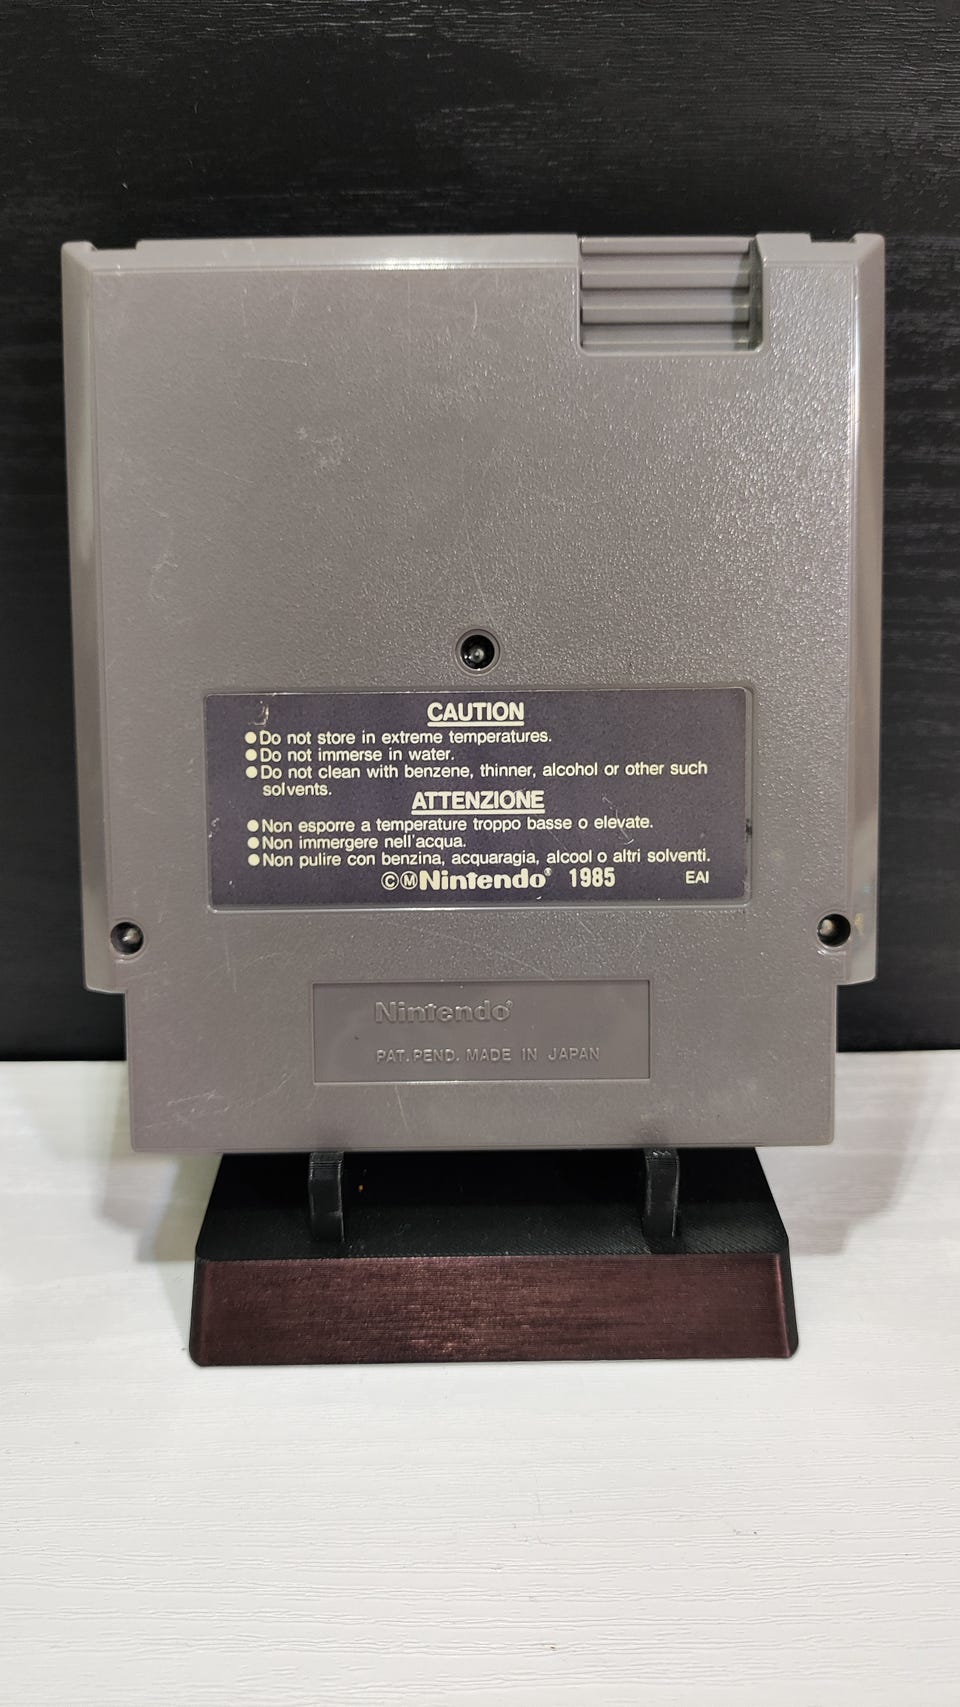 CAUTION
●Do not store in extreme temperatures.
●Do not immerse in water.
●Do not clean with benzene, thinner, alcohol or other such
solvents.
ATTENZIONE
●Non esporre a temperature troppo basse o elevate.
●Non immergere nell'acqua.
●Non pulire con benzina, acquaragia, alcool o altri solventi.
©ⓂNintendo® 1985 EAI
Nintendo®
PAT. PEND. MADE IN JAPAN